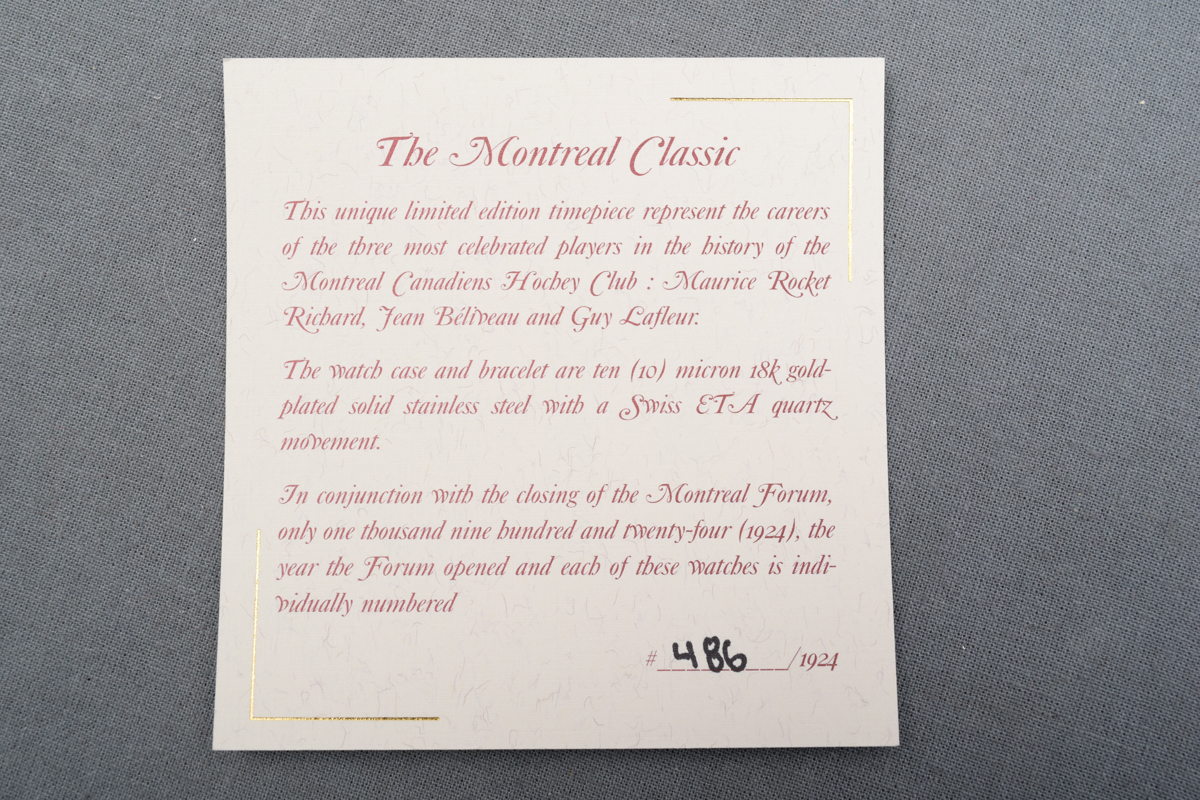 The Montreal Classic
This unique limited edition timepiece represent the careers
of the three most celebrated players in the history of the
Montreal Canadiens Hockey Club : Maurice Rocket
Richard, Jean Béliveau and Guy Lafleur.
The watch case and bracelet are ten (10) micron 18k gold-
plated solid stainless steel with a Swiss ETA quartz
movement.
In conjunction with the closing of the Montreal Forum,
only one thousand nine hundred and twenty-four (1924), the
year the Forum opened and each of these watches is indi-
vidually numbered
# 486 /1924